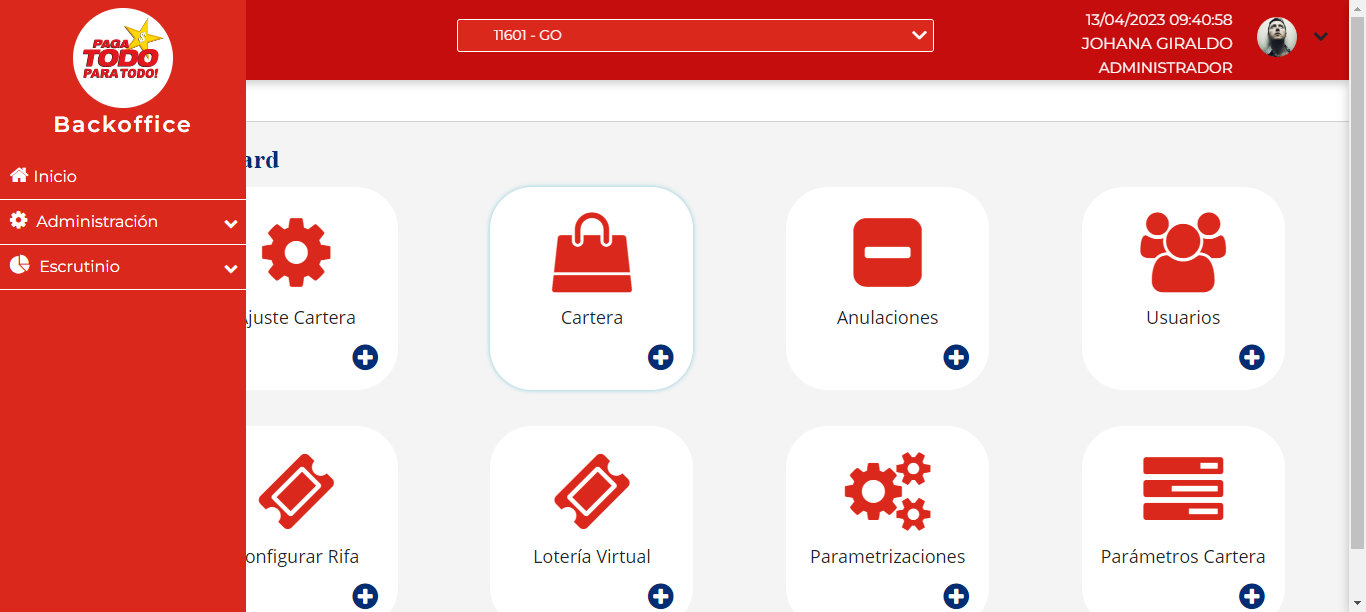 PAGA
TODO
PARA TODO!
Backoffice
Inicio
Administración
Escrutinio
11601 - GO
13/04/2023 09:40:58
JOHANA GIRALDO
ADMINISTRADOR
ard
juste Cartera
Cartera
Anulaciones
Usuarios
onfigurar Rifa
Lotería Virtual
Parametrizaciones
Parámetros Cartera